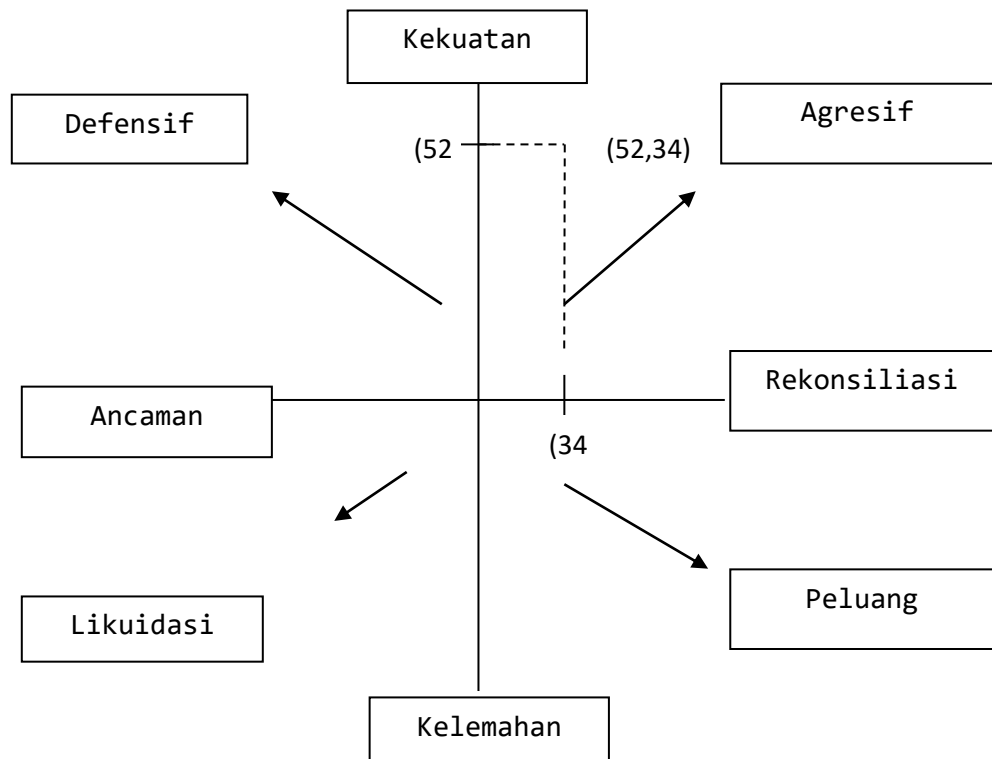 Kekuatan
Defensif
Agresif
(52
(52,34)
Ancaman
Rekonsiliasi
(34
Likuidasi
Peluang
Kelemahan